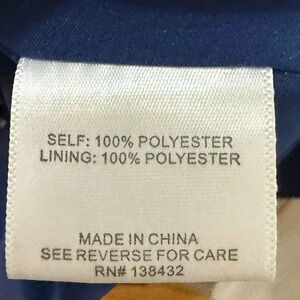 SELF: 100% POLYESTER
LINING: 100% POLYESTER
MADE IN CHINA
SEE REVERSE FOR CARE
RN# 138432